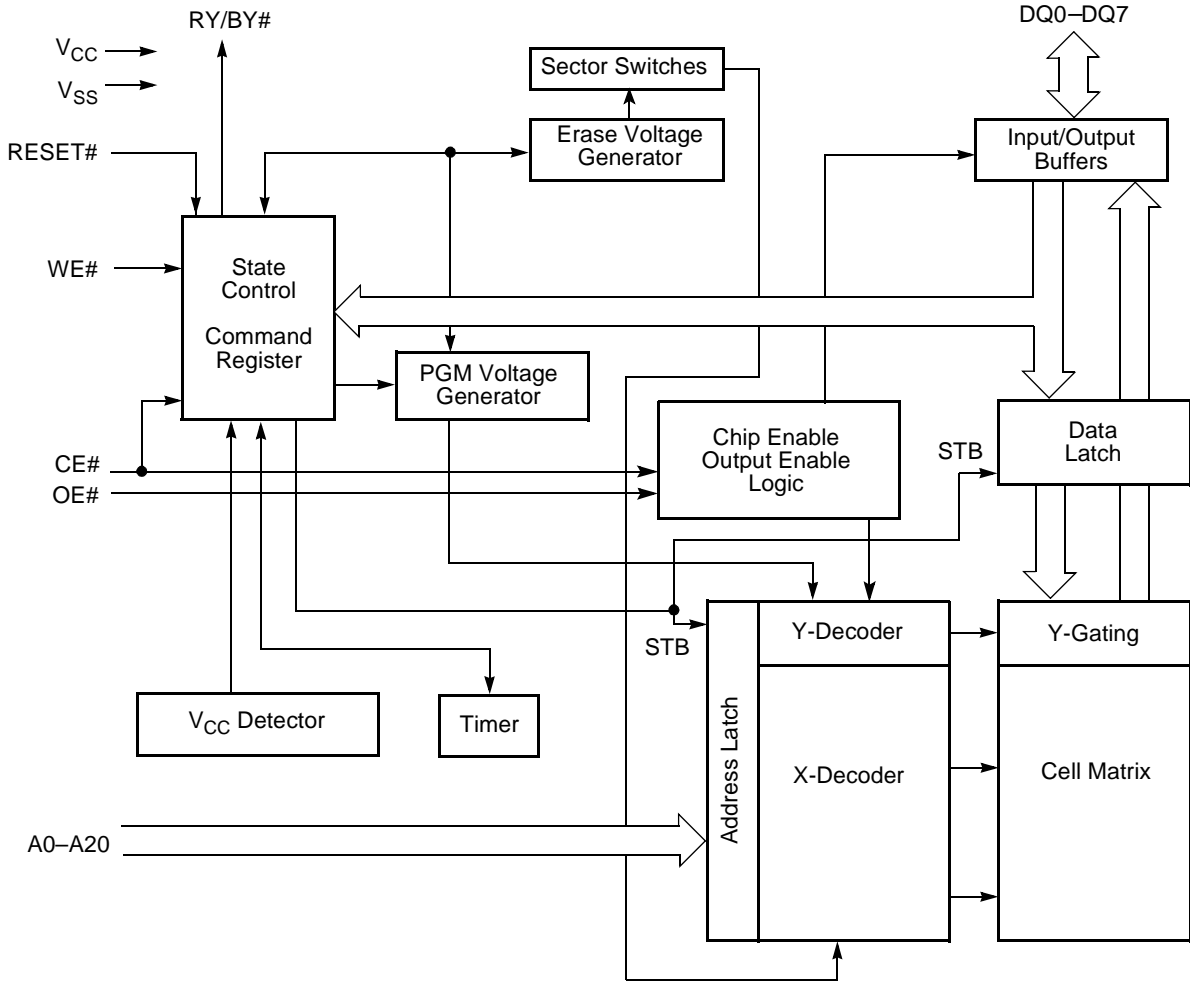 RY/BY#
DQ0–DQ7
VCC
VSS
Sector Switches
Erase Voltage
Generator
Input/Output
Buffers
RESET#
WE#
State
Control
Command
Register
PGM Voltage
Generator
Chip Enable
Output Enable
Logic
STB
Data
Latch
CE#
OE#
STB
Y-Decoder
Y-Gating
VCC Detector
Timer
Address Latch
X-Decoder
Cell Matrix
A0–A20